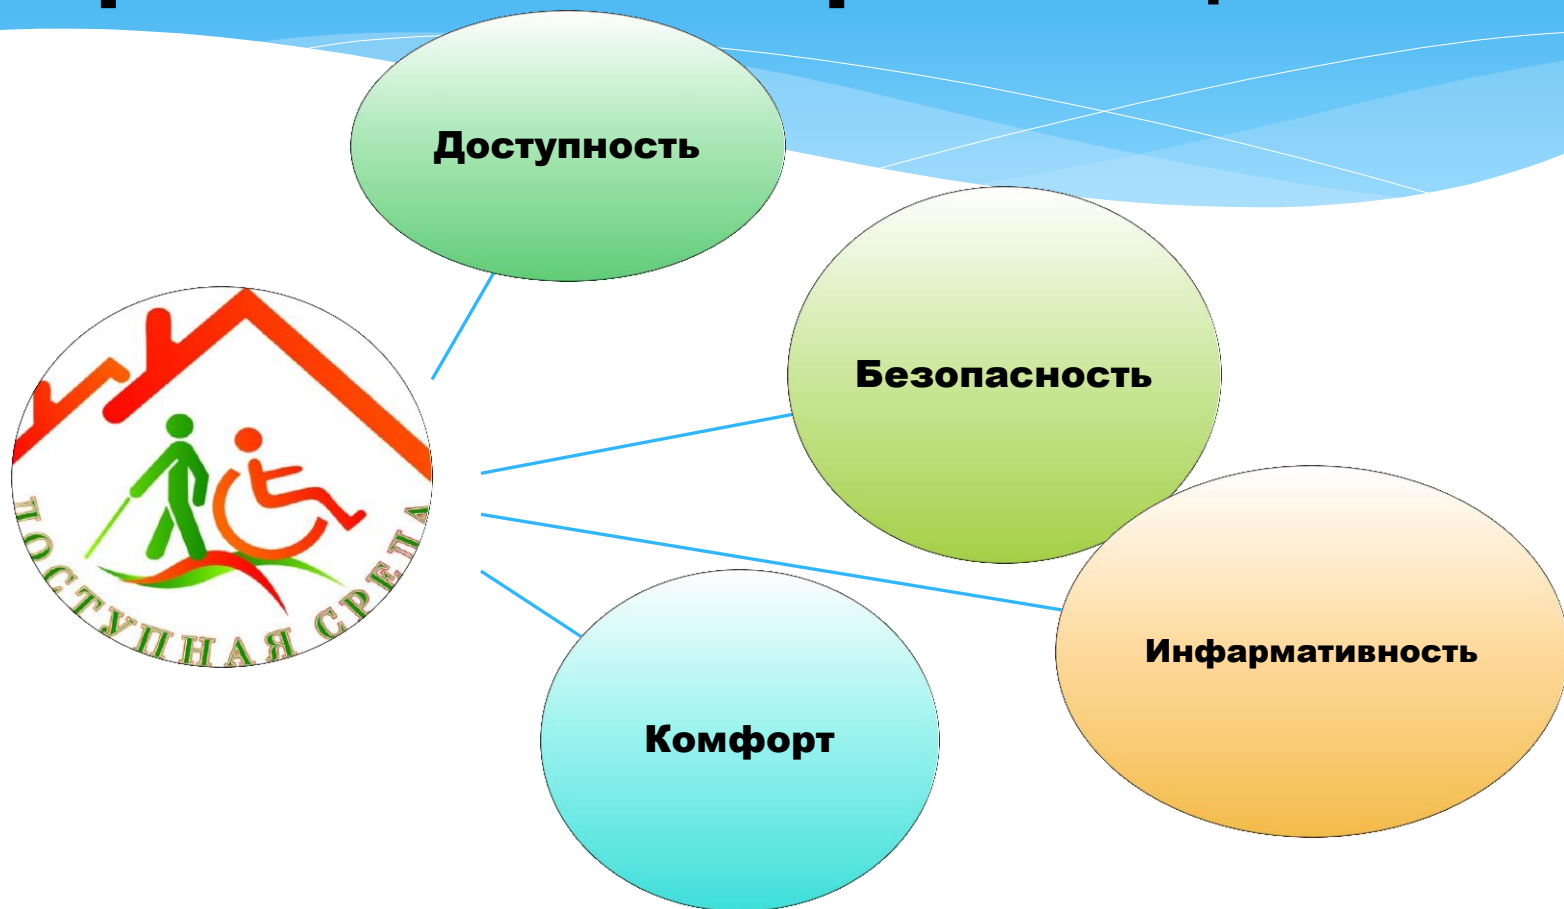 Доступность
Безопасность
Инфармативность
Комфорт
ДОСТУПНАЯ СРЕДА